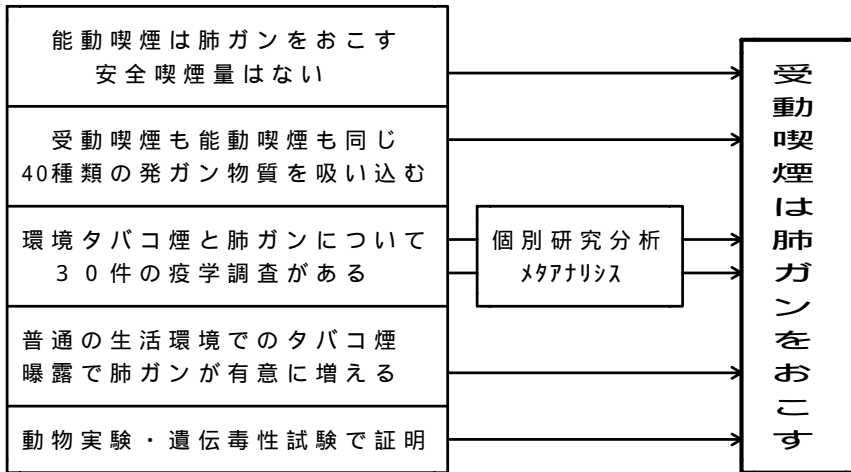 能動喫煙は肺ガンをおこす
安全喫煙量はない
受動喫煙も能動喫煙も同じ
40種類の発ガン物質を吸い込む
環境タバコ煙と肺ガンについて
３０件の疫学調査がある
普通の生活環境でのタバコ煙
曝露で肺ガンが有意に増える
動物実験・遺伝毒性試験で証明
個別研究分析
ﾒﾀｱﾅﾘｼｽ
受動喫煙は肺ガンをおこす